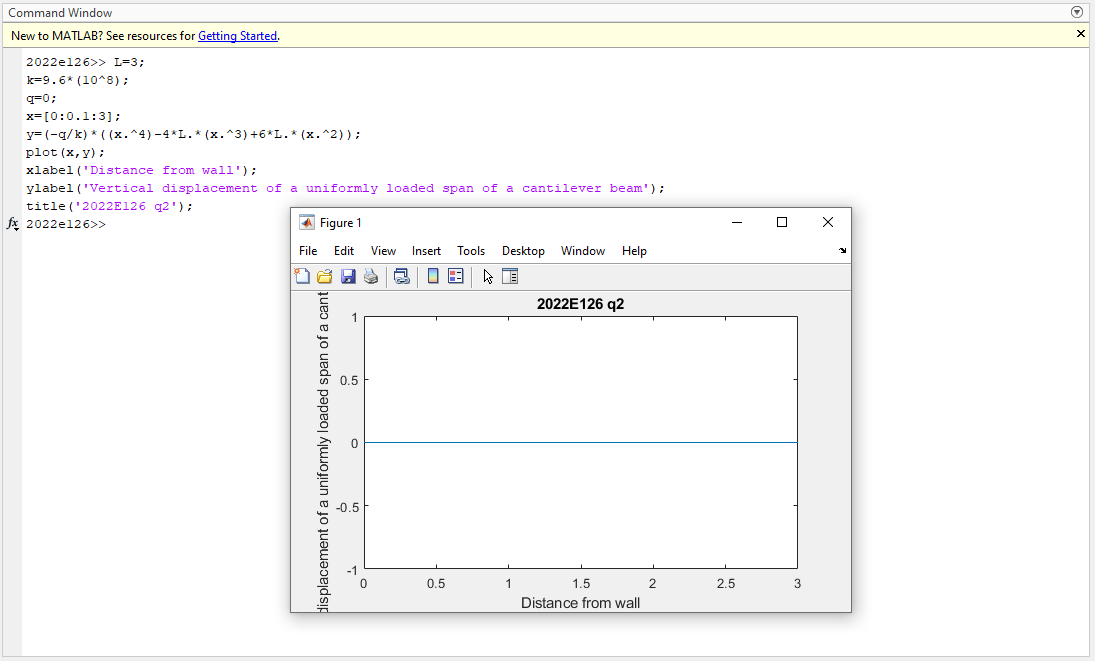 Command Window
New to MATLAB? See resources for Getting Started.
2022e126>> L=3;
k=9.6*(10^8);
q=0;
x=[0:0.1:3];
y=(-q/k)*((x.^4)-4*L.*(x.^3)+6*L.*(x.^2));
plot(x,y);
xlabel('Distance from wall');
ylabel('Vertical displacement of a uniformly loaded span of a cantilever beam');
title('2022E126 q2');
fx 2022e126>>
Figure 1
File Edit View Insert Tools Desktop Window Help
2022E126 q2
displacement of a uniformly loaded span of a cant
1
0.5
0
-0.5
-1
0 0.5 1 1.5 2 2.5 3
Distance from wall